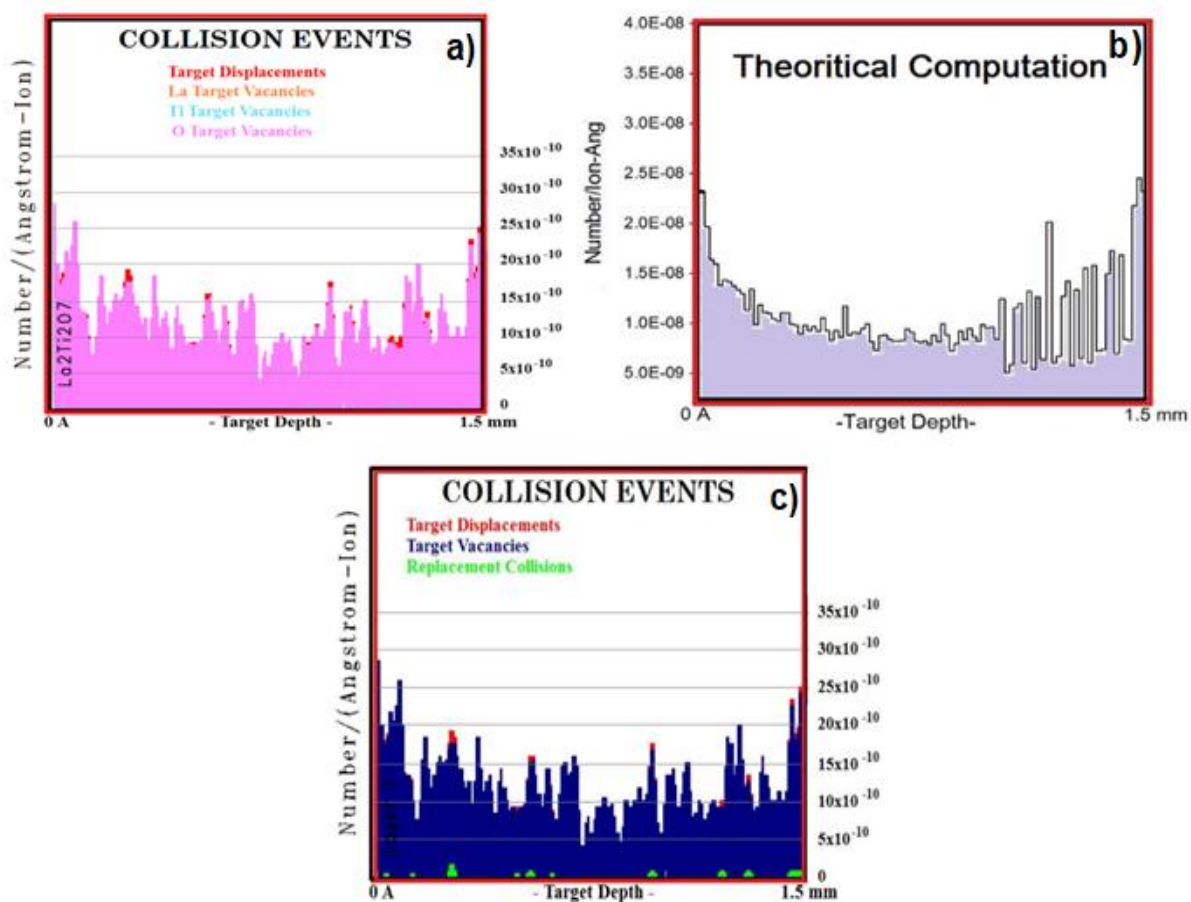 COLLISION EVENTS
a)
Target Displacements
La Target Vacancies
Ti Target Vacancies
O Target Vacancies
Number/(Angstrom-Ion)
35x10 -10
30x10 -10
25x10 -10
20x10 -10
15x10 -10
10x10 -10
5x10 -10
0
La2Ti2O7
0 A
- Target Depth -
1.5 mm
b)
Theoritical Computation
Number/Ion-Ang
4.0E-08
3.5E-08
3.0E-08
2.5E-08
2.0E-08
1.5E-08
1.0E-08
5.0E-09
0 A
-Target Depth-
1.5 mm
COLLISION EVENTS
c)
Target Displacements
Target Vacancies
Replacement Collisions
Number/(Angstrom-Ion)
35x10 -10
30x10 -10
25x10 -10
20x10 -10
15x10 -10
10x10 -10
5x10 -10
0
0 A
- Target Depth -
1.5 mm